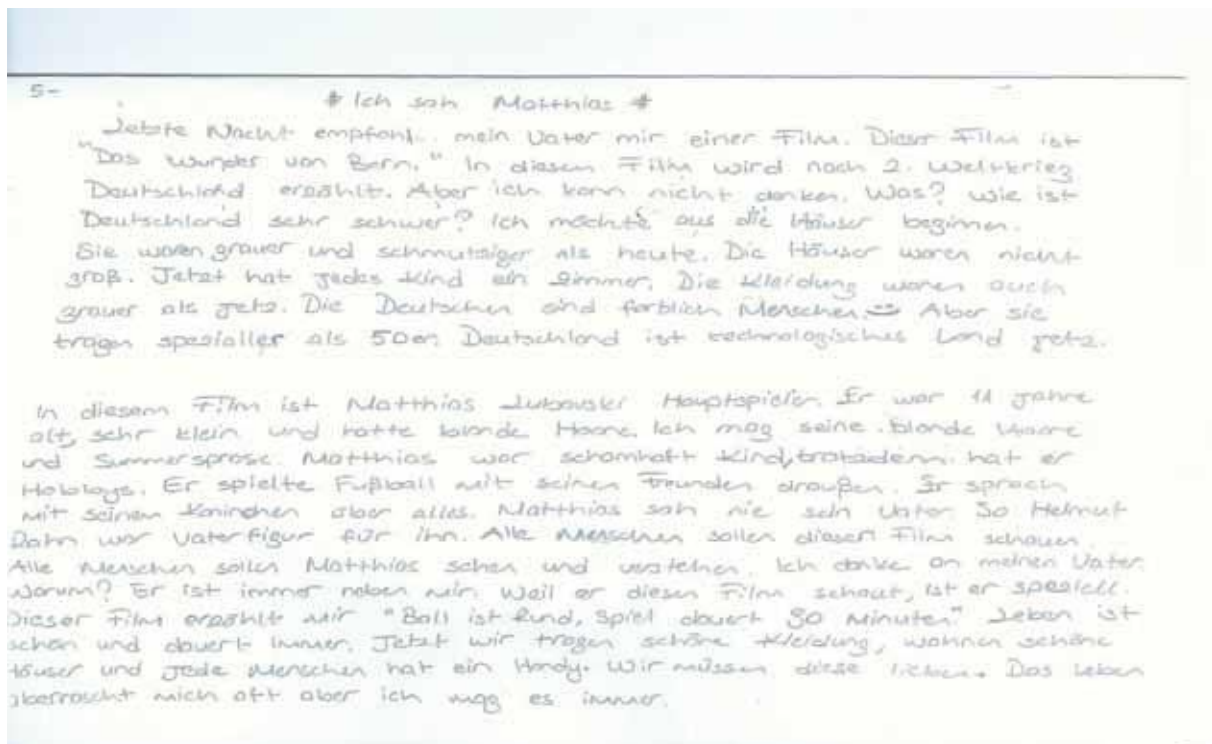 5-
* Ich sah Matthias *
Letzte Nacht empfahl.. mein Vater mir einer Film. Dieser Film ist
"Das Wunder von Bern." In diesem Film wird nach 2. Weltkrieg
Deutschland erzählt. Aber ich kann nicht denken. Was? Wie ist
Deutschland sehr schwer? Ich möchte aus die Häuser beginnen.
Sie waren grauer und schmutziger als heute. Die Häuser waren nicht
groß. Jetzt hat jedes Kind ein Zimmer. Die Kleidung waren auch
grauer als jetz. Die Deutschen sind farblich Menschen. Aber sie
tragen spezialler als 50er. Deutschland ist technologisches Land jetz.
In diesem Film ist Matthias Lubovski Hauptspieler. Er war 11 Jahre
alt, sehr klein und hatte blonde Haare. Ich mag seine blonde Haare
und Summersprose. Matthias war schamhaft Kind, trotzdem hat er
Hobbys. Er spielte Fußball mit seinen Freunden draußen. Er sprach
mit seinem Kaninchen aber alles. Matthias sah nie sein Vater. So Helmut
Rahn war Vaterfigur für ihn. Alle Menschen sollen diesen Film schauen.
Alle Menschen sollen Matthias sehen und verstehen. Ich danke an meinen Vater.
Warum? Er ist immer neben mir. Weil er diesen Film schaut, ist er speziell.
Dieser Film erzählt mir "Ball ist Rund, Spiel dauert 90 Minuten" Leben ist
schön und dauert immer. Jetzt wir tragen schöne Kleidung, wohnen schöne
Häuser und jede Menschen hat ein Handy. Wir müssen diese lieben. Das Leben
überrascht mich oft aber ich mag es immer.